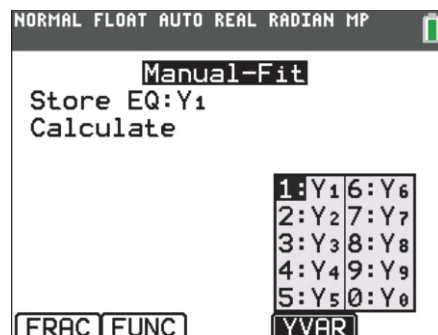 NORMAL FLOAT AUTO REAL RADIAN MP
Manual-Fit
Store EQ:Y₁
Calculate
1:Y₁ 6:Y₆
2:Y₂ 7:Y₇
3:Y₃ 8:Y₈
4:Y₄ 9:Y₉
5:Y₅ 0:Y₀
FRAC FUNC YVAR